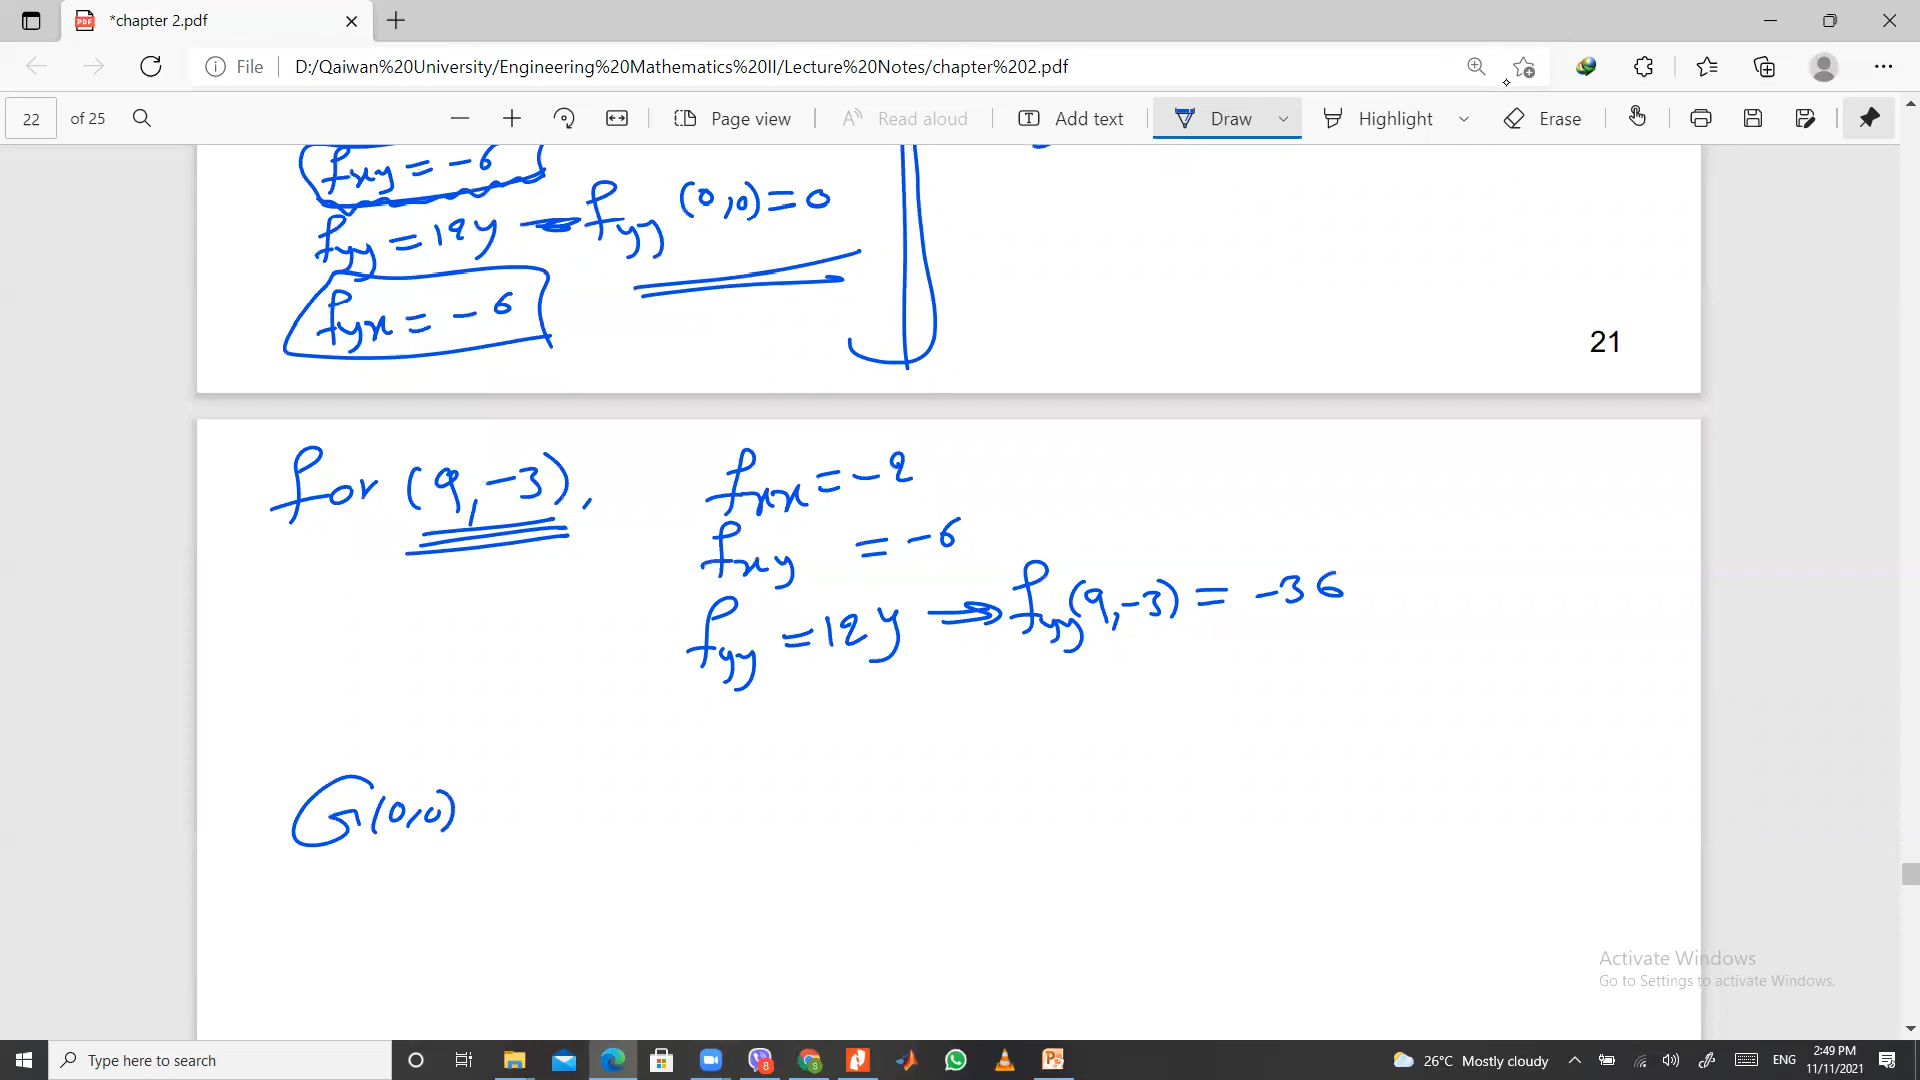 *chapter 2.pdf
File D:/Qaiwan%20University/Engineering%20Mathematics%20II/Lecture%20Notes/chapter%202.pdf
22 of 25 Page view Read aloud Add text Draw Highlight Erase
fxy = -6
fyy = 12y → fyy (0,0) = 0
fyx = -6
21
for (9,-3), fxx = -2
fxy = -6
fyy = 12y → fyy(9,-3) = -36
G(0,0)
Activate Windows
Go to Settings to activate Windows.
Type here to search 8 26°C Mostly cloudy ENG 2:49 PM
11/11/2021